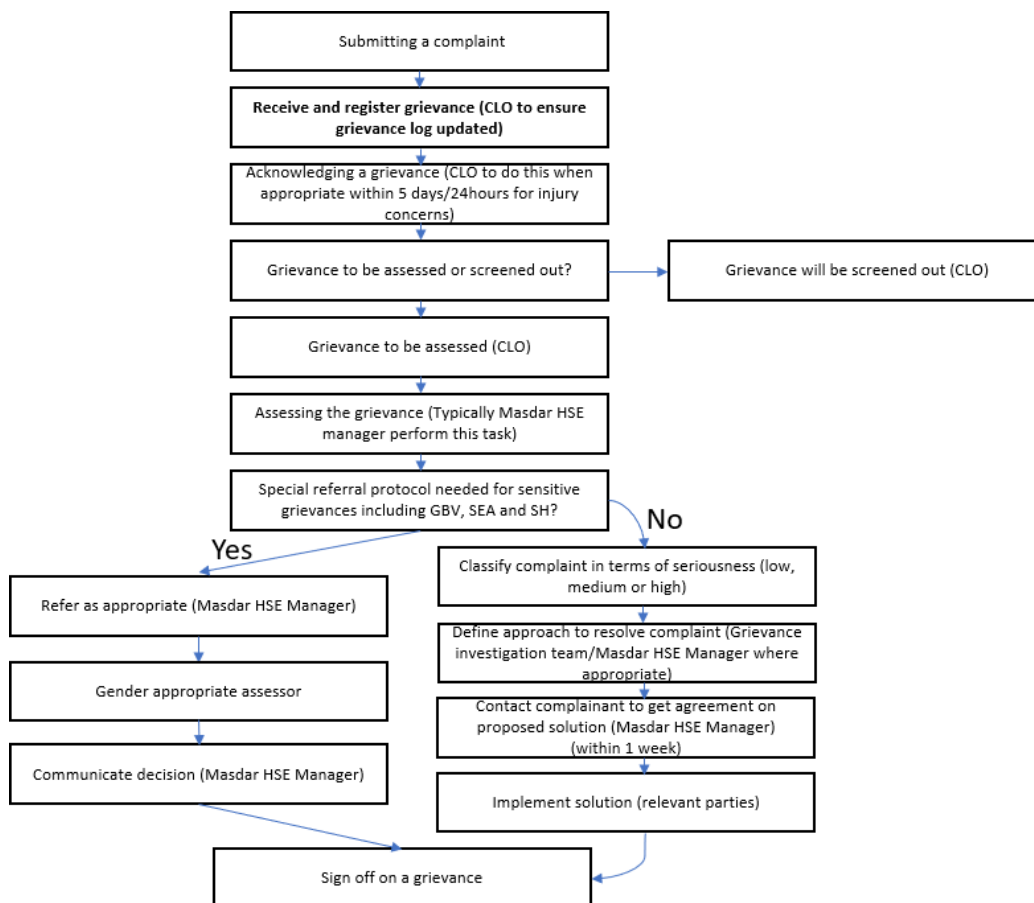 Submitting a complaint
Receive and register grievance (CLO to ensure
grievance log updated)
Acknowledging a grievance (CLO to do this when
appropriate within 5 days/24hours for injury
concerns)
Grievance to be assessed or screened out?
Grievance will be screened out (CLO)
Grievance to be assessed (CLO)
Assessing the grievance (Typically Masdar HSE
manager perform this task)
Special referral protocol needed for sensitive
grievances including GBV, SEA and SH?
Yes
No
Refer as appropriate (Masdar HSE Manager)
Gender appropriate assessor
Communicate decision (Masdar HSE Manager)
Classify complaint in terms of seriousness (low,
medium or high)
Define approach to resolve complaint (Grievance
investigation team/Masdar HSE Manager where
appropriate)
Contact complainant to get agreement on
proposed solution (Masdar HSE Manager)
(within 1 week)
Implement solution (relevant parties)
Sign off on a grievance